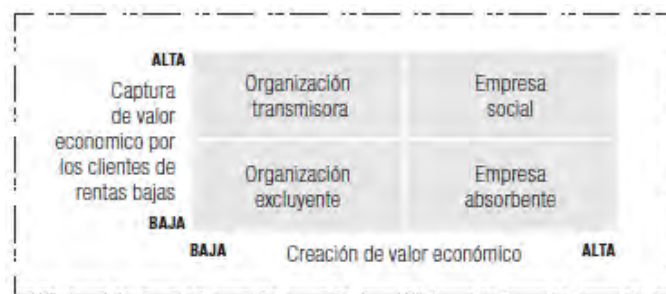 ALTA
Captura
de valor
economico por
los clientes de
rentas bajas
BAJA
Organización
transmisora
Empresa
social
Organización
excluyente
Empresa
absorbente
BAJA
Creación de valor económico
ALTA